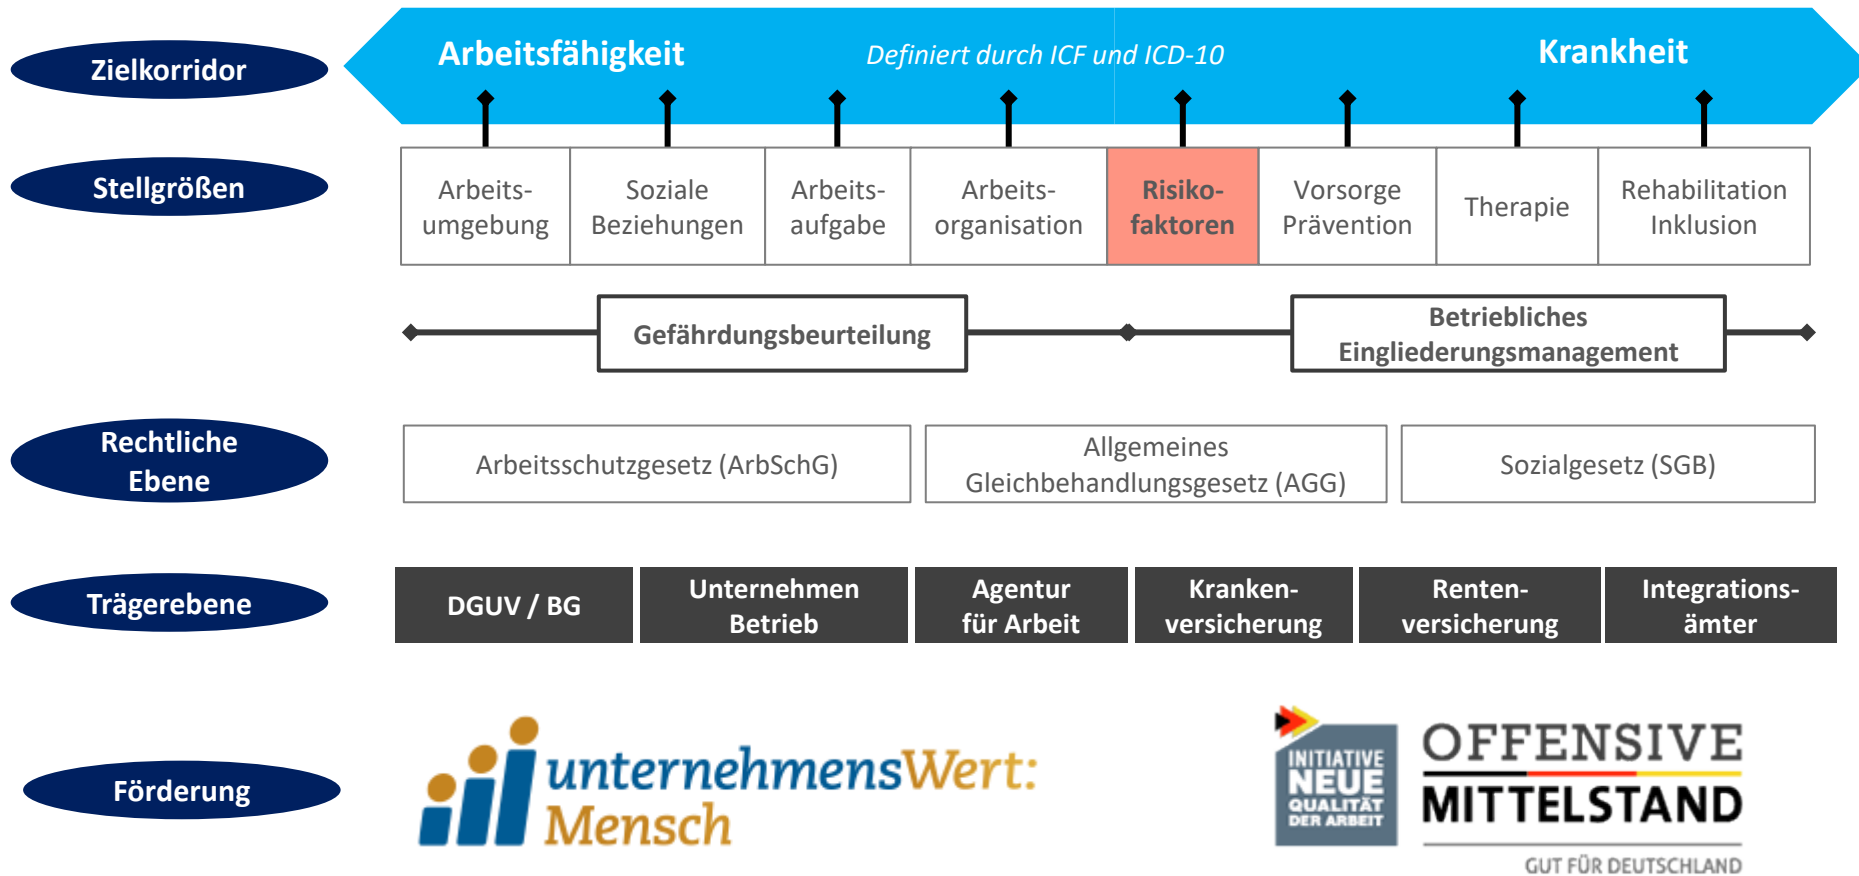 Zielkorridor
Arbeitsfähigkeit
Definiert durch ICF und ICD-10
Krankheit
Stellgrößen
Arbeits-
umgebung
Soziale
Beziehungen
Arbeits-
aufgabe
Arbeits-
organisation
Risiko-
faktoren
Vorsorge
Prävention
Therapie
Rehabilitation
Inklusion
Gefährdungsbeurteilung
Betriebliches
Eingliederungsmanagement
Rechtliche
Ebene
Arbeitsschutzgesetz (ArbSchG)
Allgemeines
Gleichbehandlungsgesetz (AGG)
Sozialgesetz (SGB)
Trägerebene
DGUV / BG
Unternehmen
Betrieb
Agentur
für Arbeit
Kranken-
versicherung
Renten-
versicherung
Integrations-
ämter
Förderung
unternehmensWert:
Mensch
INITIATIVE
NEUE
QUALITÄT
DER ARBEIT
OFFENSIVE
MITTELSTAND
GUT FÜR DEUTSCHLAND